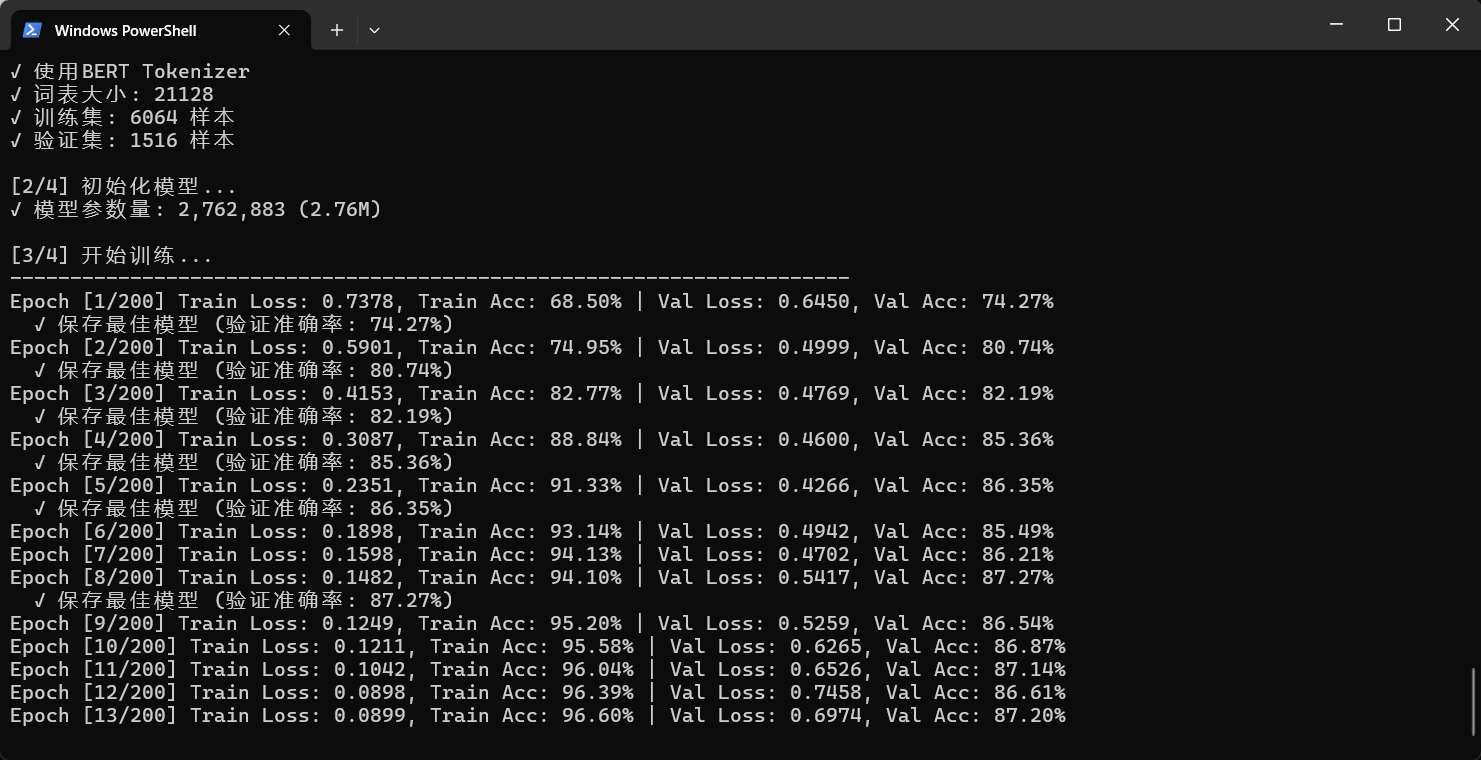 Windows PowerShell
√ 使用BERT Tokenizer
√ 词表大小: 21128
√ 训练集: 6064 样本
√ 验证集: 1516 样本
[2/4] 初始化模型...
√ 模型参数量: 2,762,883 (2.76M)
[3/4] 开始训练...
----------------------------------------------------------------------
Epoch [1/200] Train Loss: 0.7378, Train Acc: 68.50% | Val Loss: 0.6450, Val Acc: 74.27%
√ 保存最佳模型 (验证准确率: 74.27%)
Epoch [2/200] Train Loss: 0.5901, Train Acc: 74.95% | Val Loss: 0.4999, Val Acc: 80.74%
√ 保存最佳模型 (验证准确率: 80.74%)
Epoch [3/200] Train Loss: 0.4153, Train Acc: 82.77% | Val Loss: 0.4769, Val Acc: 82.19%
√ 保存最佳模型 (验证准确率: 82.19%)
Epoch [4/200] Train Loss: 0.3087, Train Acc: 88.84% | Val Loss: 0.4600, Val Acc: 85.36%
√ 保存最佳模型 (验证准确率: 85.36%)
Epoch [5/200] Train Loss: 0.2351, Train Acc: 91.33% | Val Loss: 0.4266, Val Acc: 86.35%
√ 保存最佳模型 (验证准确率: 86.35%)
Epoch [6/200] Train Loss: 0.1898, Train Acc: 93.14% | Val Loss: 0.4942, Val Acc: 85.49%
Epoch [7/200] Train Loss: 0.1598, Train Acc: 94.13% | Val Loss: 0.4702, Val Acc: 86.21%
Epoch [8/200] Train Loss: 0.1482, Train Acc: 94.10% | Val Loss: 0.5417, Val Acc: 87.27%
√ 保存最佳模型 (验证准确率: 87.27%)
Epoch [9/200] Train Loss: 0.1249, Train Acc: 95.20% | Val Loss: 0.5259, Val Acc: 86.54%
Epoch [10/200] Train Loss: 0.1211, Train Acc: 95.58% | Val Loss: 0.6265, Val Acc: 86.87%
Epoch [11/200] Train Loss: 0.1042, Train Acc: 96.04% | Val Loss: 0.6526, Val Acc: 87.14%
Epoch [12/200] Train Loss: 0.0898, Train Acc: 96.39% | Val Loss: 0.7458, Val Acc: 86.61%
Epoch [13/200] Train Loss: 0.0899, Train Acc: 96.60% | Val Loss: 0.6974, Val Acc: 87.20%